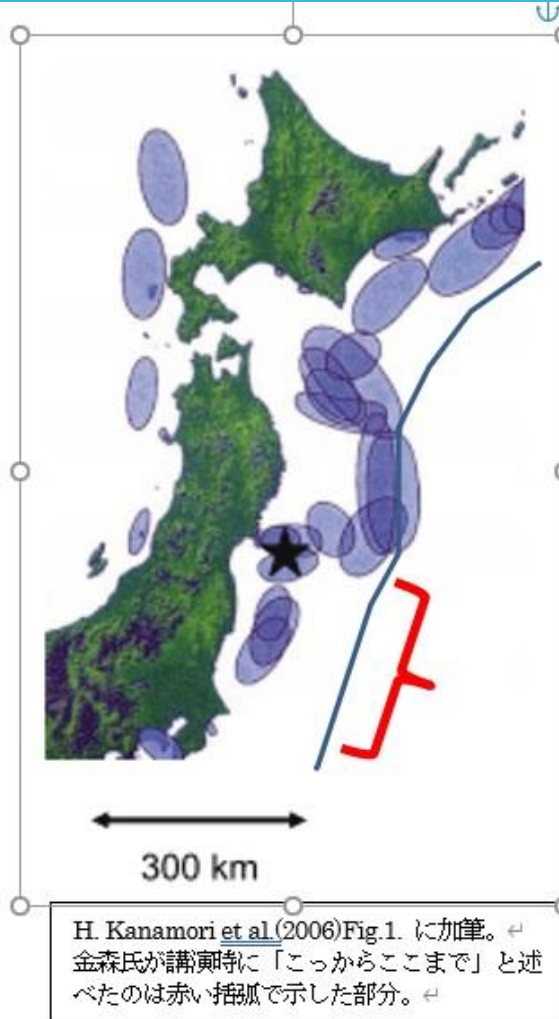 300 km
H. Kanamori et al.(2006)Fig.1. に加筆。
金森氏が講演時に「こっからここまで」と述
べたのは赤い括弧で示した部分。